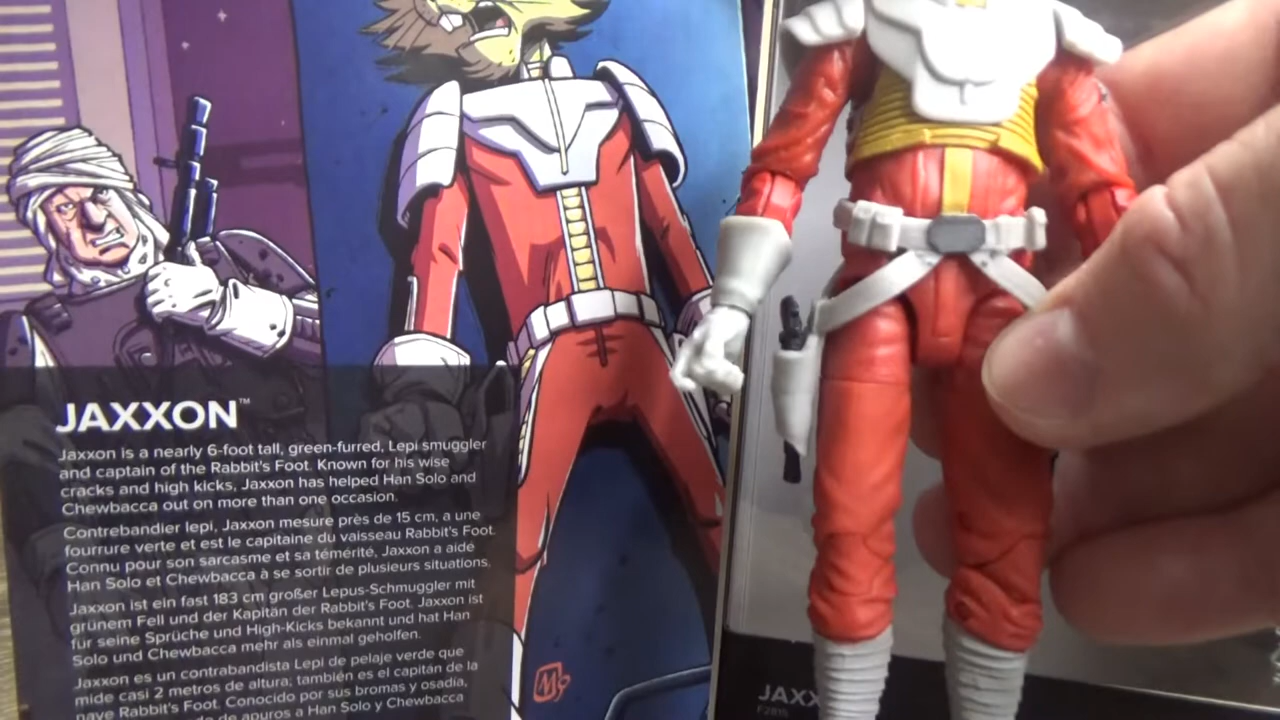 JAXXON™
Jaxxon is a nearly 6-foot tall, green-furred, Lepi smuggler
and captain of the Rabbit's Foot. Known for his wise
cracks and high kicks, Jaxxon has helped Han Solo and
Chewbacca out on more than one occasion.
Contrebandier lepi, Jaxxon mesure près de 15 cm, a une
fourrure verte et est le capitaine du vaisseau Rabbit's Foot.
Connu pour son sarcasme et sa témérité, Jaxxon a aidé
Han Solo et Chewbacca à se sortir de plusieurs situations.
Jaxxon ist ein fast 183 cm großer Lepus-Schmuggler mit
grünem Fell und der Kapitän der Rabbit's Foot. Jaxxon ist
für seine Sprüche und High-Kicks bekannt und hat Han
Solo und Chewbacca mehr als einmal geholfen.
Jaxxon es un contrabandista Lepi de pelaje verde que
mide casi 2 metros de altura; también es el capitán de la
nave Rabbit's Foot. Conocido por sus bromas y osadía,
de apuros a Han Solo y Chewbacca
JAXX
F2815